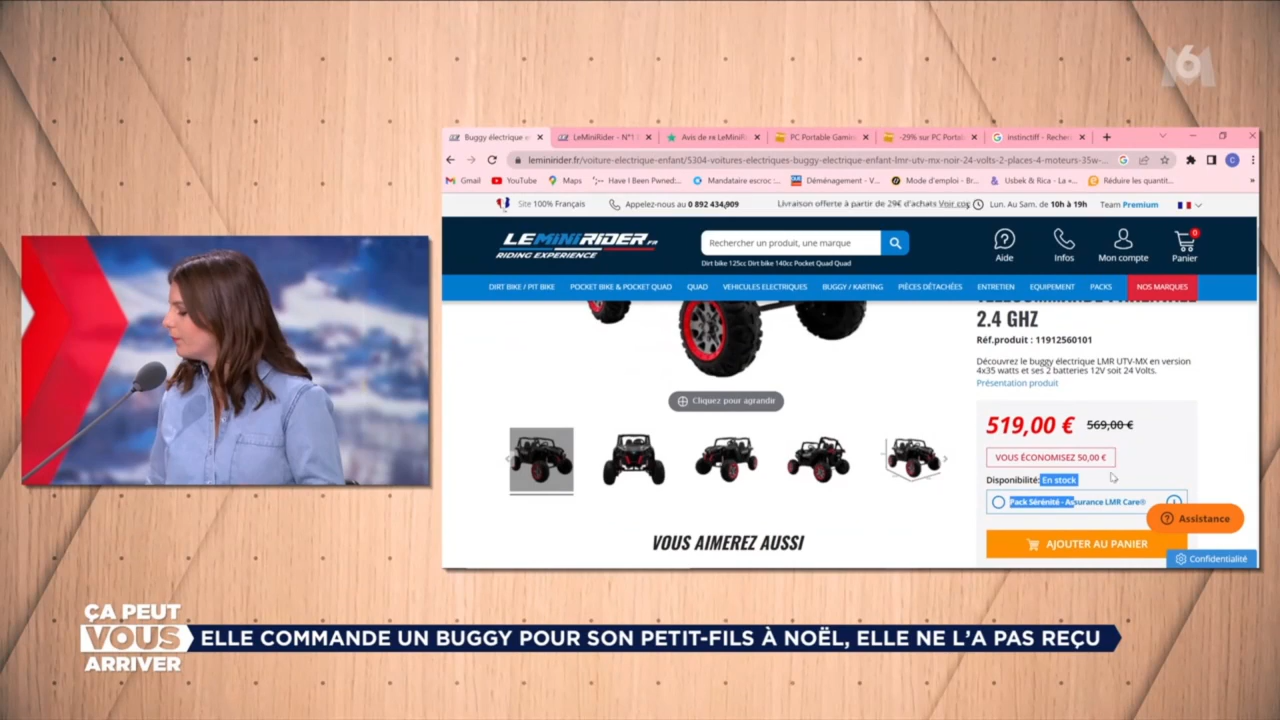 M6
Buggy électrique e
LeMiniRider - N°1
Avis de rx LeMiniRi
PC Portable Gamin
-29% sur PC Porta
instinctiff - Recher
leminirider.fr/voiture-electrique-enfant/5304-voitures-electriques-buggy-electrique-enfant-lmr-utv-mx-noir-24-volts-2-places-4-moteurs-35w-...
Gmail
YouTube
Maps
Have I Been Pwned:...
Mandataire escroc :...
Déménagement - V...
Mode d'emploi - Br...
Usbek & Rica - La «...
Réduire les quantit...
Site 100% Français
Appelez-nous au 0 892 434 909
Livraison offerte à partir de 29€ d'achats Voir
Lun. Au Sam. de 10h à 19h
Team Premium
LEMINIRIDER.FR
RIDING EXPERIENCE
Rechercher un produit, une marque
Dirt bike 125cc Dirt bike 140cc Pocket Quad Quad
Aide
Infos
Mon compte
0
Panier
DIRT BIKE / PIT BIKE
POCKET BIKE & POCKET QUAD
QUAD
VEHICULES ELECTRIQUES
BUGGY / KARTING
PIÈCES DÉTACHÉES
ENTRETIEN
EQUIPEMENT
PACKS
NOS MARQUES
TÉLÉCOMMANDE PARENTALE
2.4 GHZ
Réf.produit : 11912560101
Découvrez le buggy électrique LMR UTV-MX en version
4x35 watts et ses 2 batteries 12V soit 24 Volts.
Présentation produit
Cliquez pour agrandir
519,00 € 569,00 €
VOUS ÉCONOMISEZ 50,00 €
Disponibilité: En stock
Pack Sérénité - Assurance LMR Care®
Assistance
AJOUTER AU PANIER
Confidentialité
VOUS AIMEREZ AUSSI
ÇA PEUT
VOUS
ARRIVER
ELLE COMMANDE UN BUGGY POUR SON PETIT-FILS À NOËL, ELLE NE L'A PAS REÇU